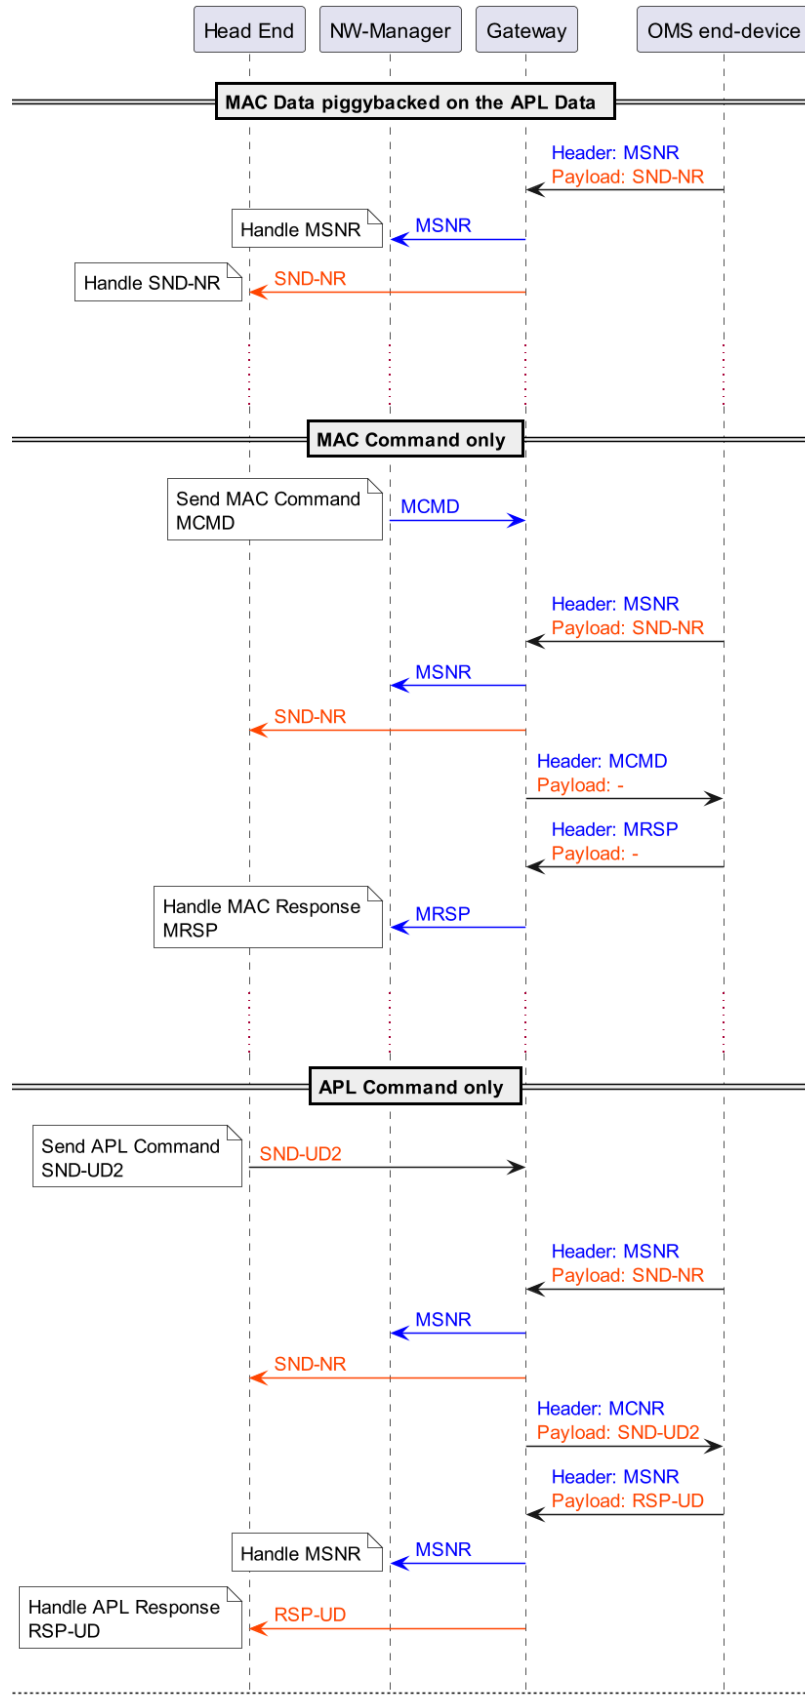 Head End
NW-Manager
Gateway
OMS end-device
MAC Data piggybacked on the APL Data
Header: MSNR
Payload: SND-NR
Handle MSNR
MSNR
Handle SND-NR
SND-NR
MAC Command only
Send MAC Command
MCMD
MCMD
Header: MSNR
Payload: SND-NR
MSNR
SND-NR
Header: MCMD
Payload: -
Header: MRSP
Payload: -
Handle MAC Response
MRSP
MRSP
APL Command only
Send APL Command
SND-UD2
SND-UD2
Header: MSNR
Payload: SND-NR
MSNR
SND-NR
Header: MCNR
Payload: SND-UD2
Header: MSNR
Payload: RSP-UD
Handle MSNR
MSNR
Handle APL Response
RSP-UD
RSP-UD